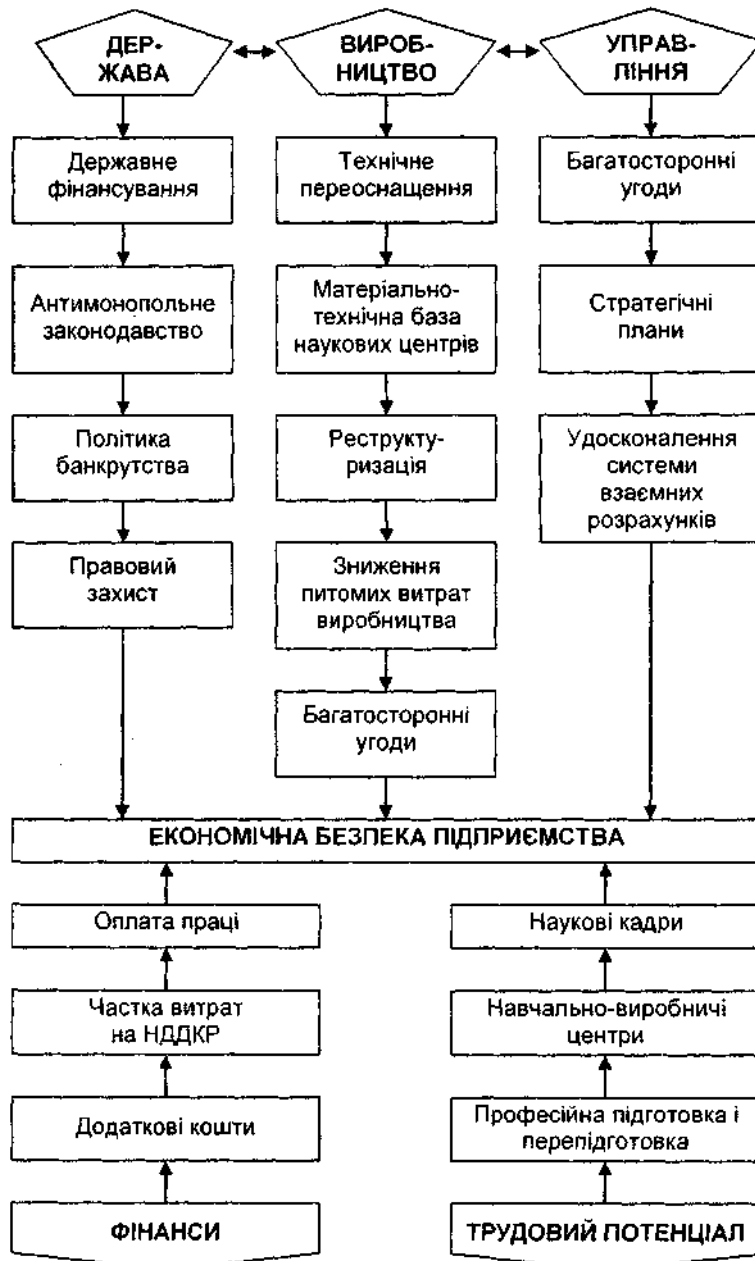 ДЕР-
ЖАВА
ВИРОБ-
НИЦТВО
УПРАВ-
ЛІННЯ
Державне
фінансування
Технічне
переоснащення
Багатосторонні
угоди
Антимонопольне
законодавство
Матеріально-
технічна база
наукових центрів
Стратегічні
плани
Політика
банкрутства
Реструкту-
ризація
Удосконалення
системи
взаємних
розрахунків
Правовий
захист
Зниження
питомих витрат
виробництва
Багатосторонні
угоди
ЕКОНОМІЧНА БЕЗПЕКА ПІДПРИЄМСТВА
Оплата праці
Наукові кадри
Частка витрат
на НДДКР
Навчально-виробничі
центри
Додаткові кошти
Професійна підготовка і
перепідготовка
ФІНАНСИ
ТРУДОВИЙ ПОТЕНЦІАЛ